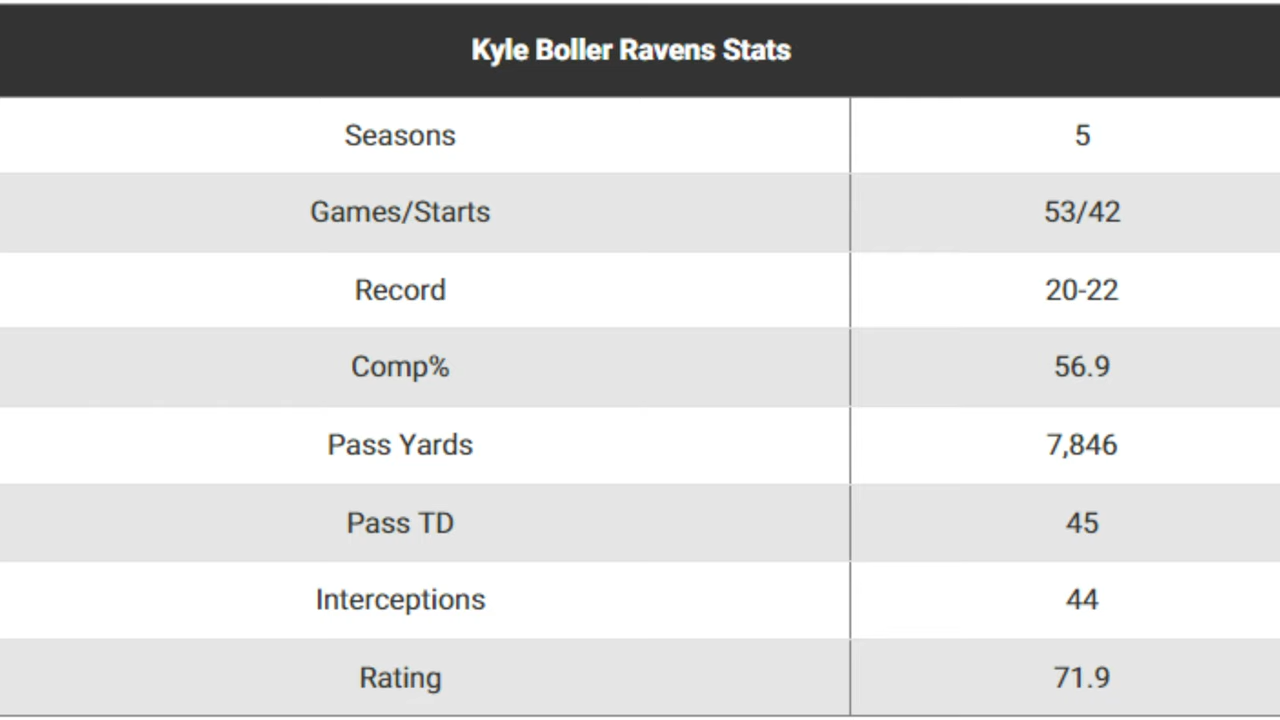 Kyle Boller Ravens Stats
Seasons 5
Games/Starts 53/42
Record 20-22
Comp% 56.9
Pass Yards 7,846
Pass TD 45
Interceptions 44
Rating 71.9